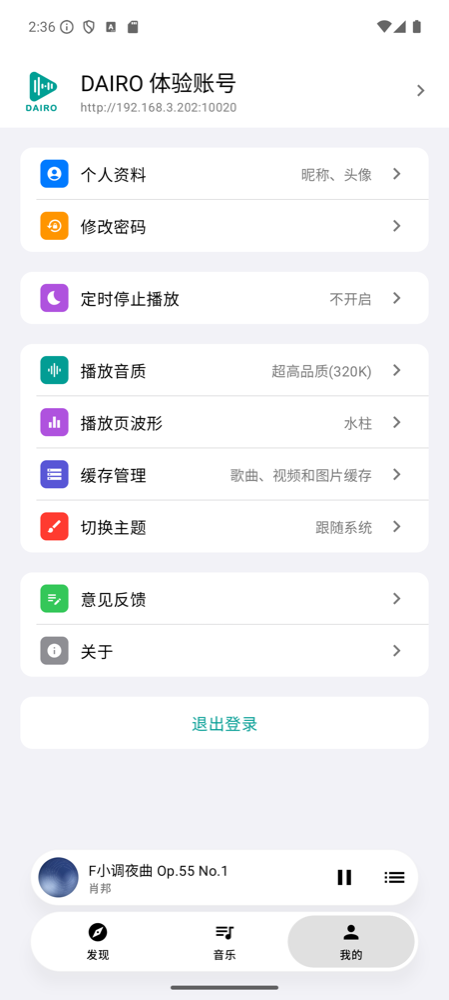 2:36
DAIRO 体验账号
DAIRO
http://192.168.3.202:10020
个人资料
昵称、头像
修改密码
定时停止播放
不开启
播放音质
超高品质(320K)
播放页波形
水柱
缓存管理
歌曲、视频和图片缓存
切换主题
跟随系统
意见反馈
关于
退出登录
F小调夜曲 Op.55 No.1
肖邦
发现
音乐
我的